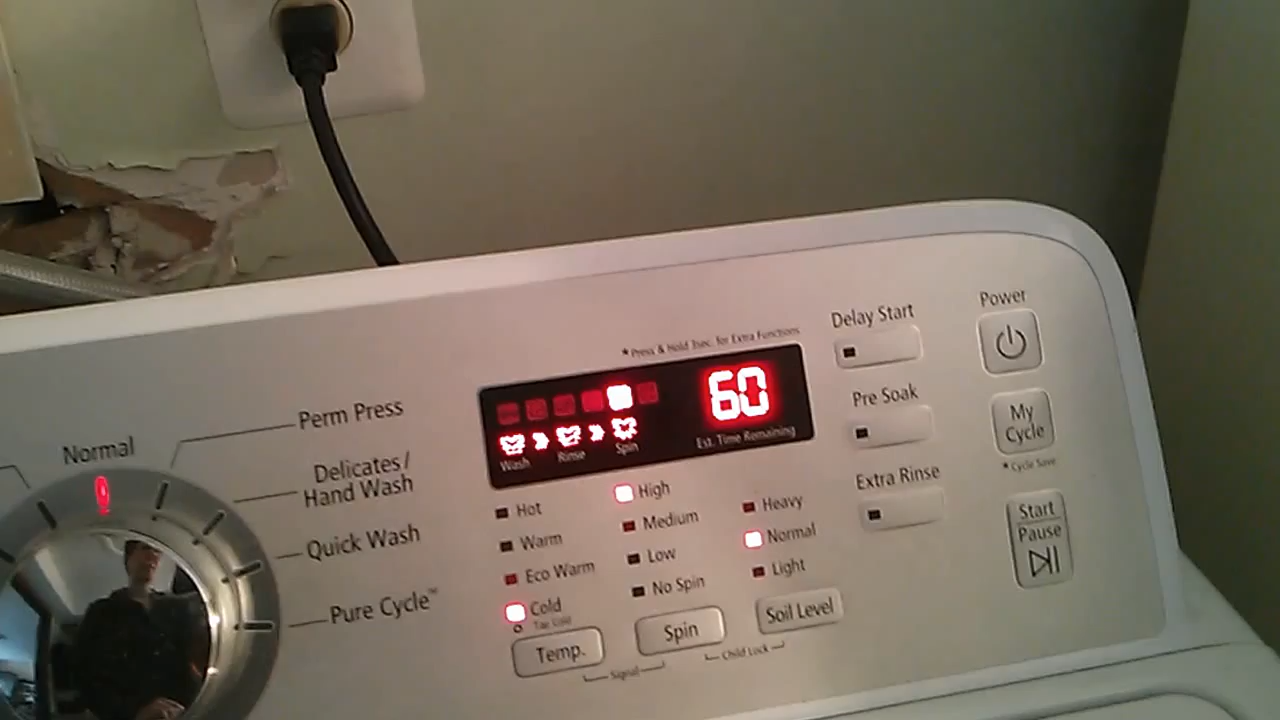 Normal
Perm Press
Delicates/
Hand Wash
Quick Wash
Pure Cycle™
*Press & Hold 3sec. for Extra Functions
60
Est. Time Remaining
Wash
Rinse
Spin
Hot
Warm
Eco Warm
Cold
Tap Cold
Temp.
High
Medium
Low
No Spin
Spin
Heavy
Normal
Light
Soil Level
Signal
Child Lock
Delay Start
Pre Soak
Extra Rinse
Power
My
Cycle
*Cycle Save
Start
Pause